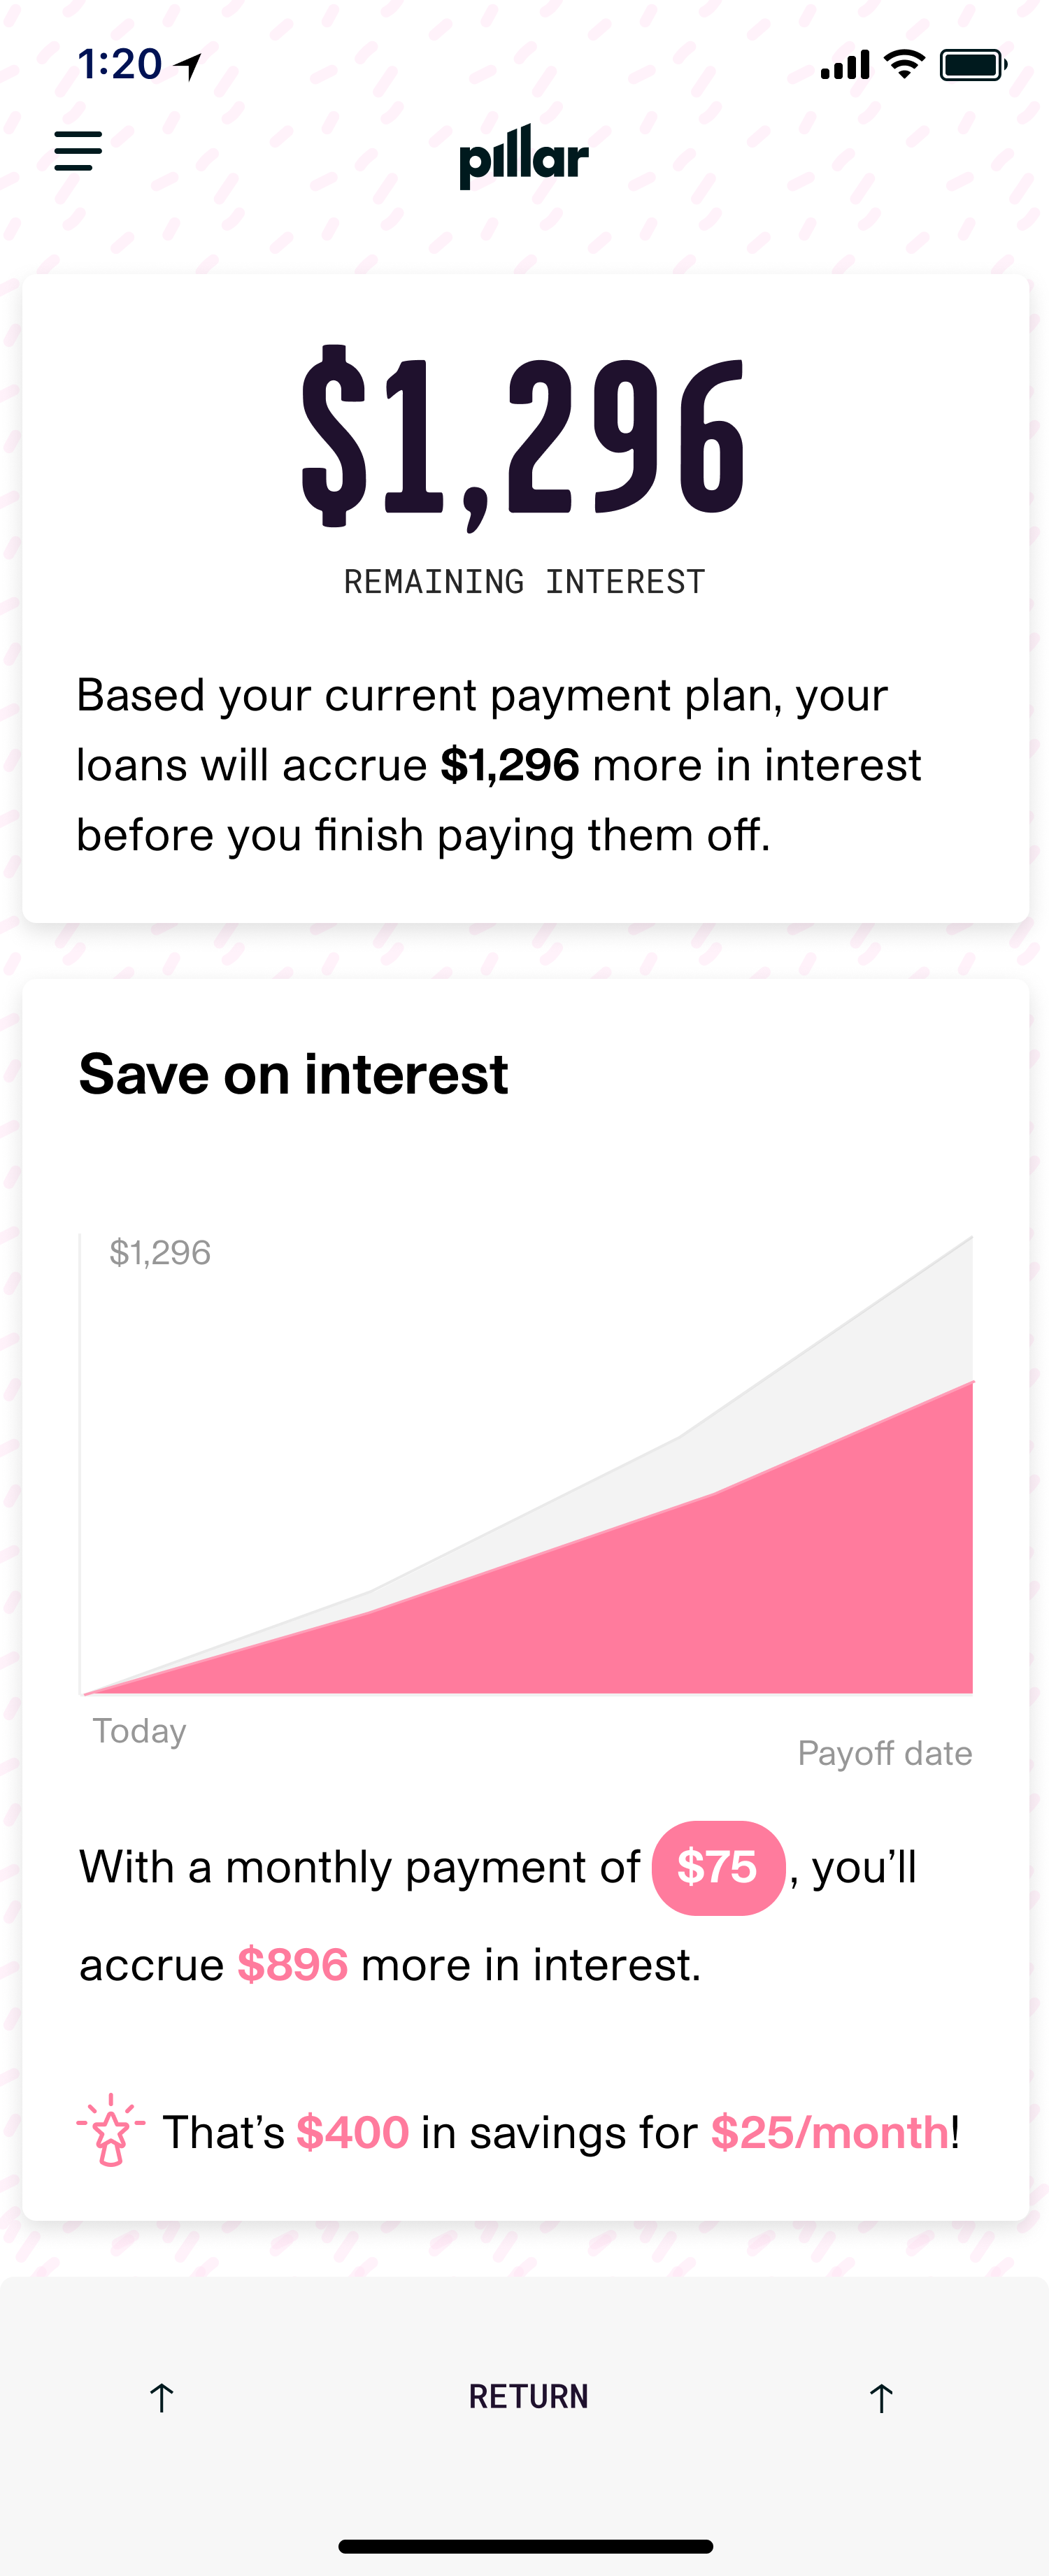 1:20
pillar
$1,296
REMAINING INTEREST
Based your current payment plan, your
loans will accrue $1,296 more in interest
before you finish paying them off.
Save on interest
$1,296
Today
Payoff date
With a monthly payment of $75, you’ll
accrue $896 more in interest.
That’s $400 in savings for $25/month!
↑ RETURN ↑